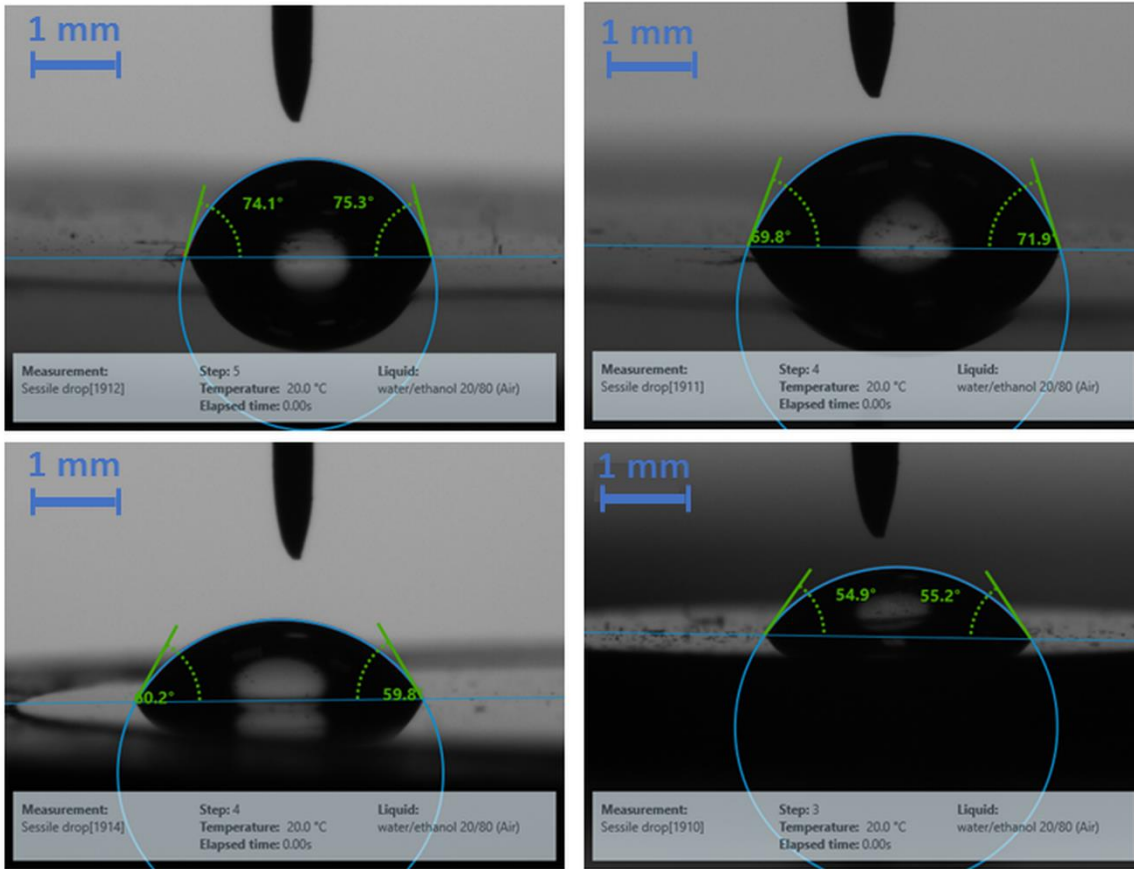 1 mm
74.1°
75.3°
Measurement:
Step: 5
Liquid:
Sessile drop[1912]
Temperature: 20.0 °C
water/ethanol 20/80 (Air)
Elapsed time: 0.00s
1 mm
69.8°
71.9°
Measurement:
Step: 4
Liquid:
Sessile drop[1911]
Temperature: 20.0 °C
water/ethanol 20/80 (Air)
Elapsed time: 0.00s
1 mm
60.2°
59.8°
Measurement:
Step: 4
Liquid:
Sessile drop[1914]
Temperature: 20.0 °C
water/ethanol 20/80 (Air)
Elapsed time: 0.00s
1 mm
54.9°
55.2°
Measurement:
Step: 3
Liquid:
Sessile drop[1910]
Temperature: 20.0 °C
water/ethanol 20/80 (Air)
Elapsed time: 0.00s